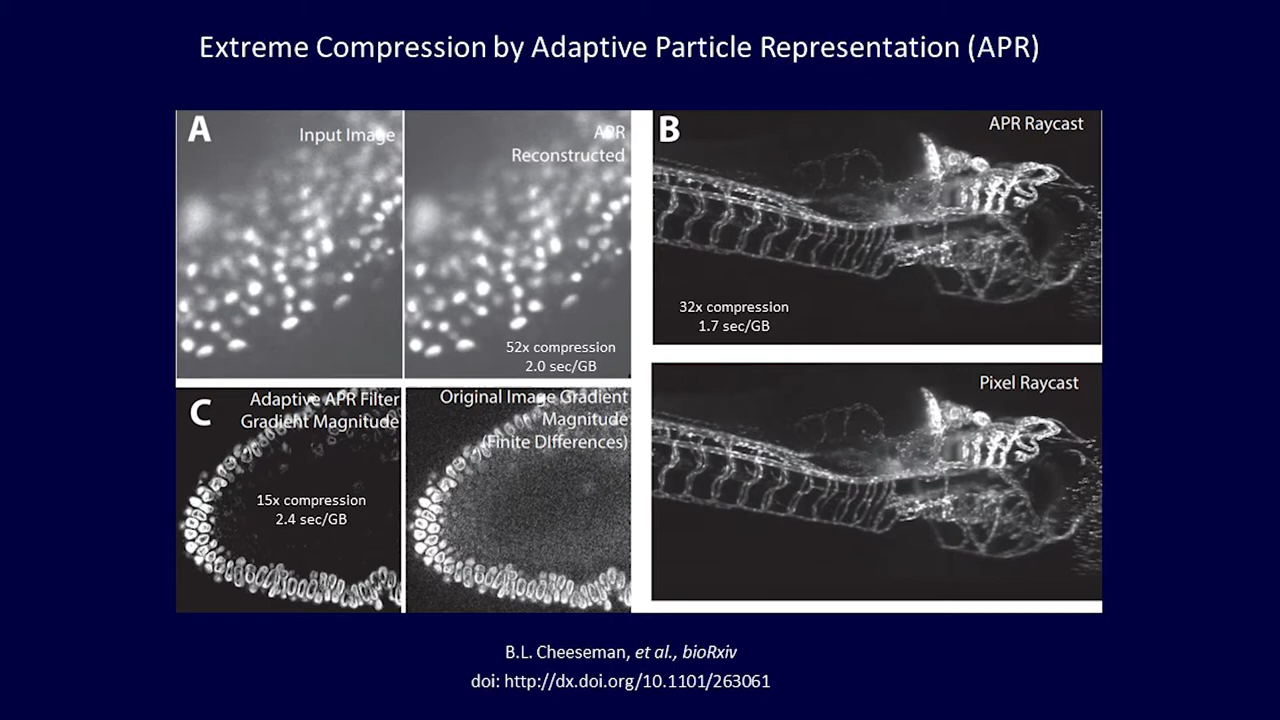 Extreme Compression by Adaptive Particle Representation (APR)
A
Input Image
APR
Reconstructed
52x compression
2.0 sec/GB
B
APR Raycast
32x compression
1.7 sec/GB
Pixel Raycast
C
Adaptive APR Filter
Gradient Magnitude
15x compression
2.4 sec/GB
Original Image Gradient
Magnitude
(Finite DIfferences)
B.L. Cheeseman, et al., bioRxiv
doi: http://dx.doi.org/10.1101/263061